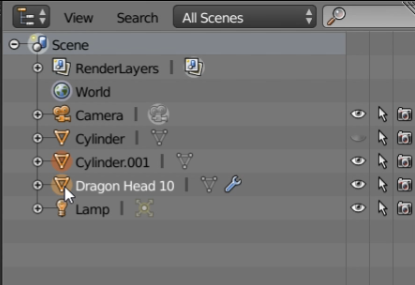 View Search All Scenes
Scene
RenderLayers
World
Camera
Cylinder
Cylinder.001
Dragon Head 10
Lamp